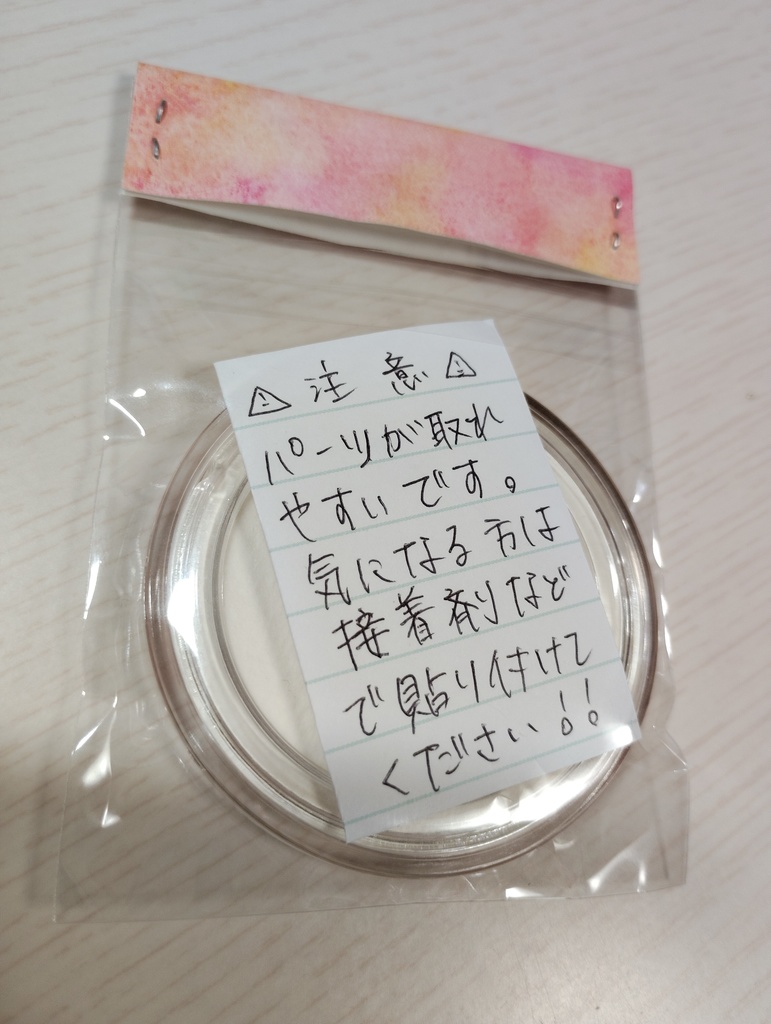 ⚠ 注意 ⚠
パーツが取れ
やすいです。
気になる方は
接着剤など
で貼り付けて
ください!!